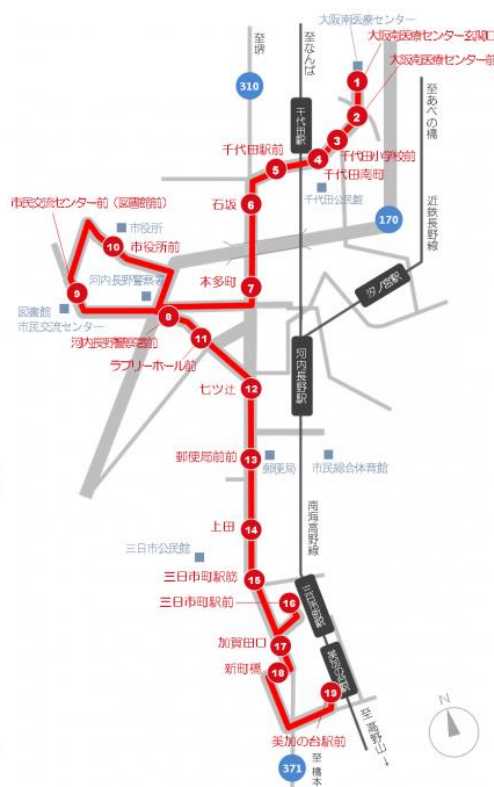 大阪南医療センター
大阪南医療センター玄関口
1
大阪南医療センター前
2
至堺
至なんば
至あべの橋
310
千代田駅
3
千代田小学校前
千代田駅前
5
4
千代田南町
千代田公民館
近鉄長野線
石坂
6
170
市民交流センター前(図書館前)
市役所
10
市役所前
河内長野警察署
本多町
7
汐ノ宮駅
9
図書館
市民交流センター
8
河内長野警察署前
11
ラブリーホール前
河内長野駅
七ツ辻
12
郵便局前前
13
郵便局
市民総合体育館
南海高野線
上田
14
三日市公民館
三日市町駅筋
15
三日市町駅前
16
三日市町駅
加賀田口
17
新町橋
18
美加の台駅
19
美加の台駅前
至高野山→
N
371
至橋本